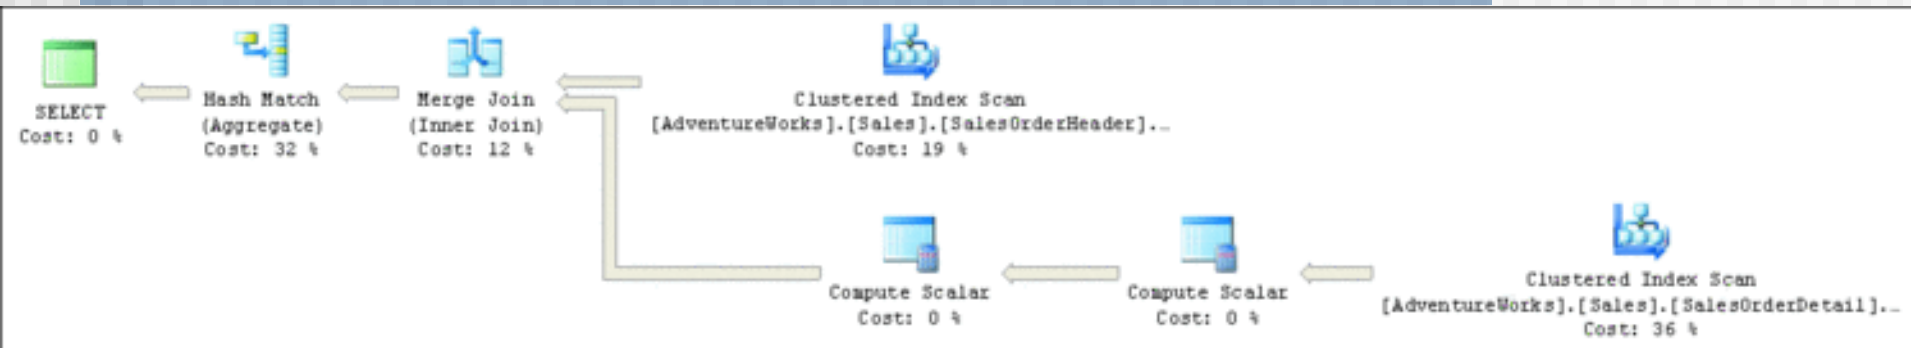 SELECT
Cost: 0 %
Hash Match
(Aggregate)
Cost: 32 %
Merge Join
(Inner Join)
Cost: 12 %
Clustered Index Scan
[AdventureWorks].[Sales].[SalesOrderHeader]....
Cost: 19 %
Compute Scalar
Cost: 0 %
Compute Scalar
Cost: 0 %
Clustered Index Scan
[AdventureWorks].[Sales].[SalesOrderDetail]....
Cost: 36 %